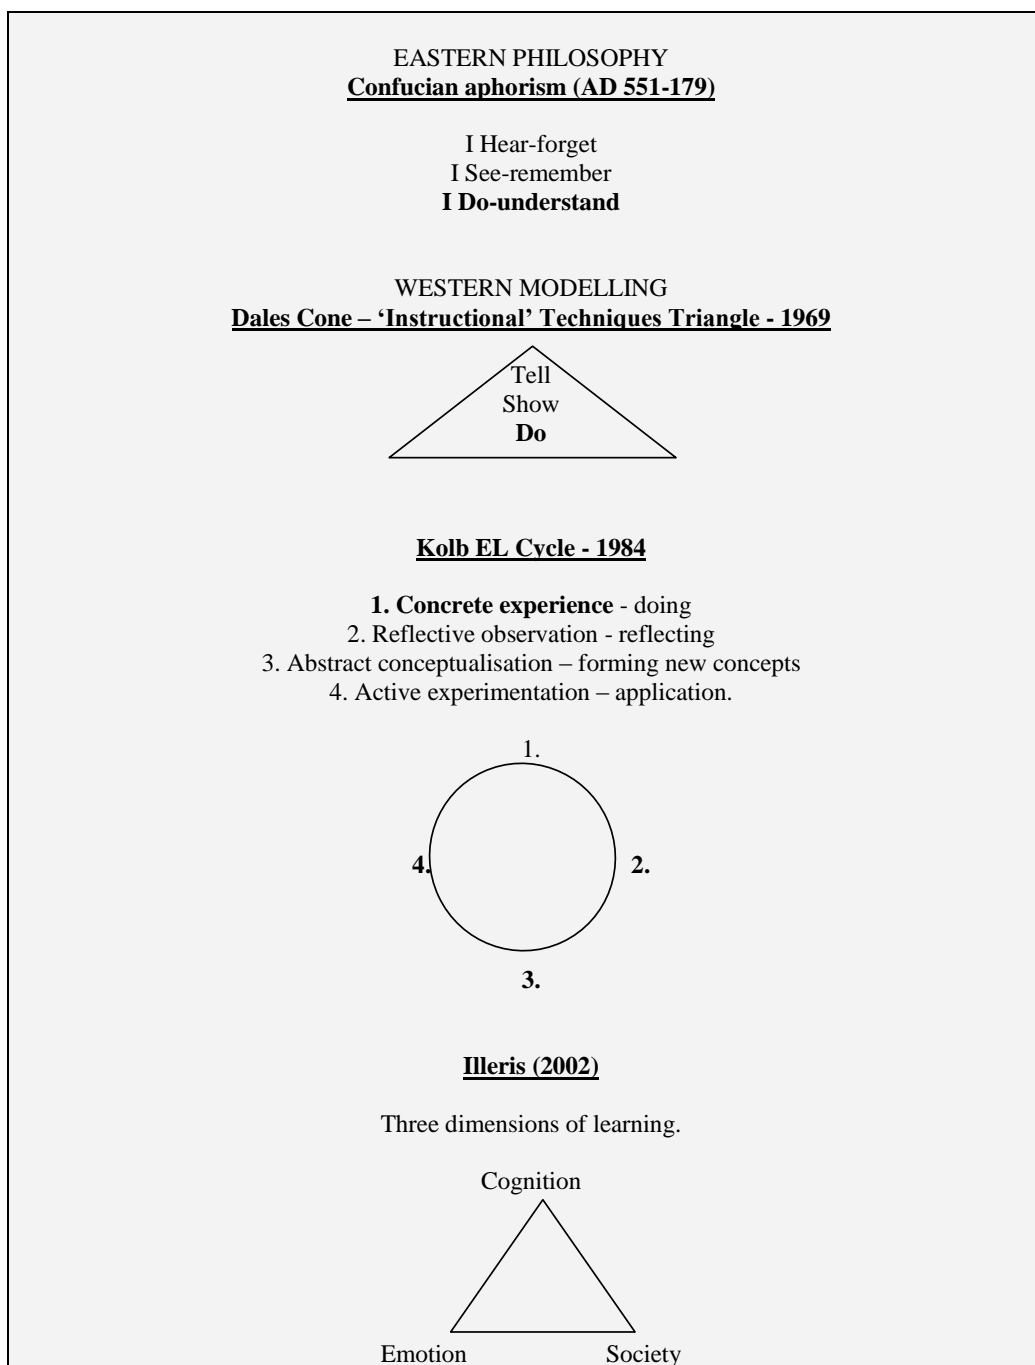 EASTERN PHILOSOPHY
Confucian aphorism (AD 551-179)
I Hear-forget
I See-remember
I Do-understand
WESTERN MODELLING
Dales Cone – ‘Instructional’ Techniques Triangle - 1969
Tell
Show
Do
Kolb EL Cycle - 1984
1. Concrete experience - doing
2. Reflective observation - reflecting
3. Abstract conceptualisation – forming new concepts
4. Active experimentation – application.
1.
4. 2.
3.
Illeris (2002)
Three dimensions of learning.
Cognition
Emotion Society